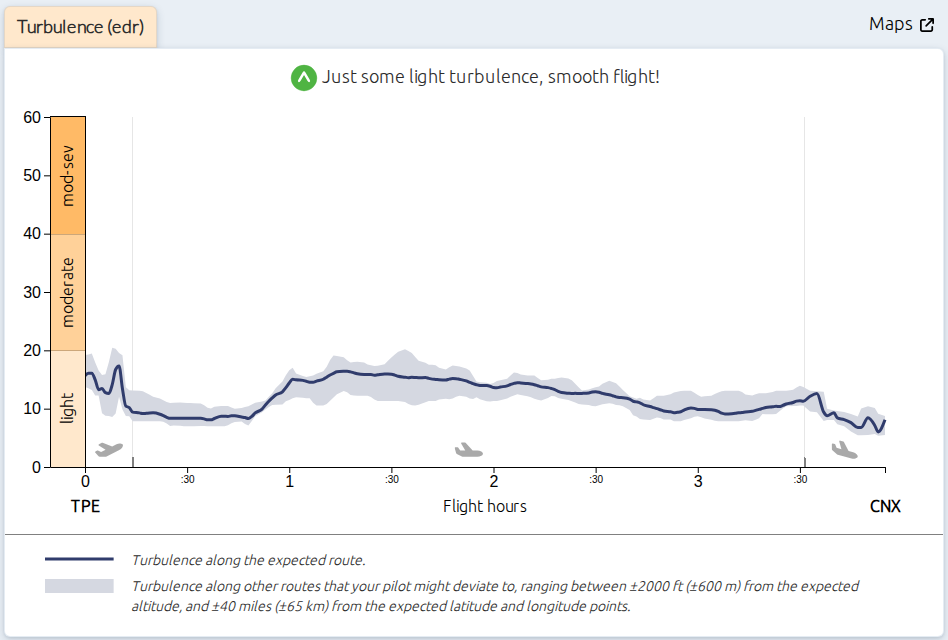 Turbulence (edr)
Maps
Just some light turbulence, smooth flight!
60
50
40
30
20
10
0
mod-sev
moderate
light
0 :30 1 :30 2 :30 3 :30
TPE Flight hours CNX
Turbulence along the expected route.
Turbulence along other routes that your pilot might deviate to, ranging between ±2000 ft (±600 m) from the expected
altitude, and ±40 miles (±65 km) from the expected latitude and longitude points.